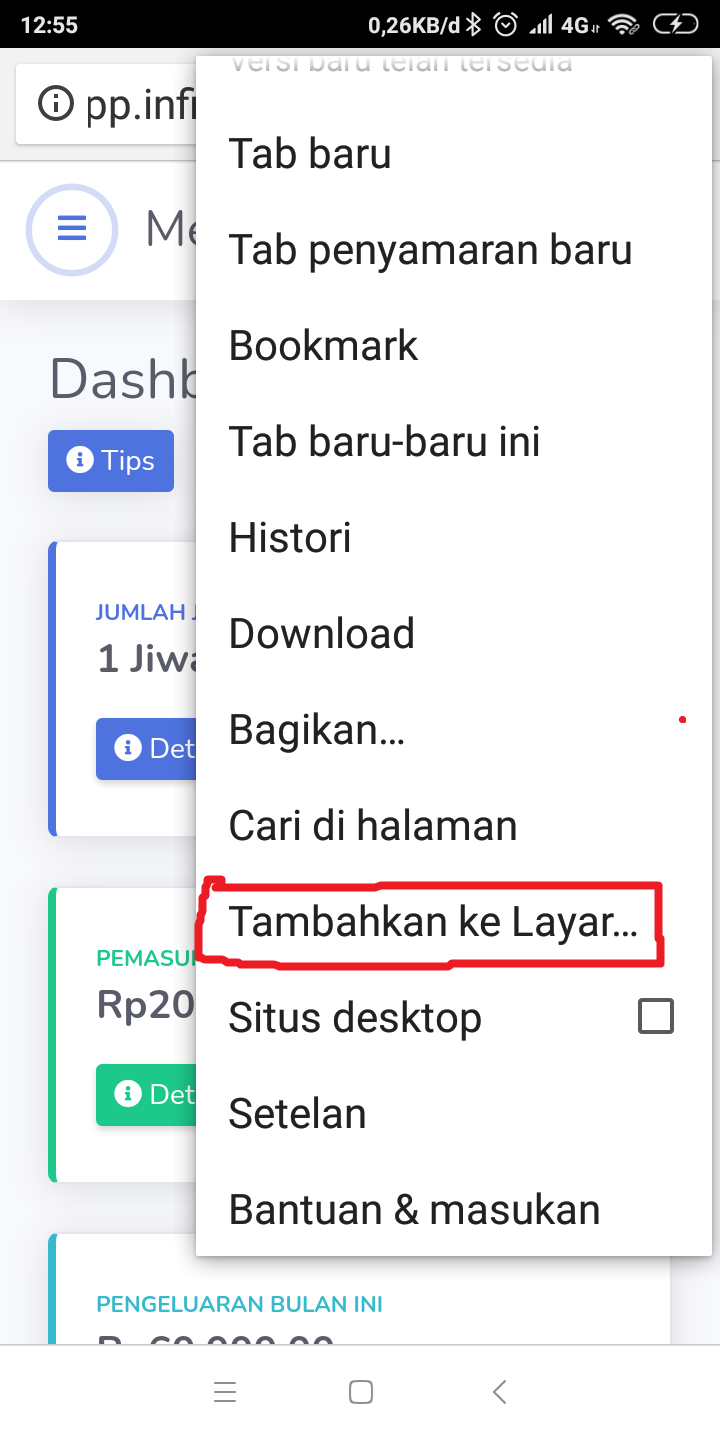 12:55
0,26KB/d
4G
Versi baru telah tersedia
pp.infi
Tab baru
Tab penyamaran baru
Me
Bookmark
Dashb
Tab baru-baru ini
Tips
Histori
JUMLAH J
Download
1 Jiwa
Bagikan...
Det
Cari di halaman
Tambahkan ke Layar...
PEMASU
Rp20
Situs desktop
Det
Setelan
Bantuan & masukan
PENGELUARAN BULAN INI